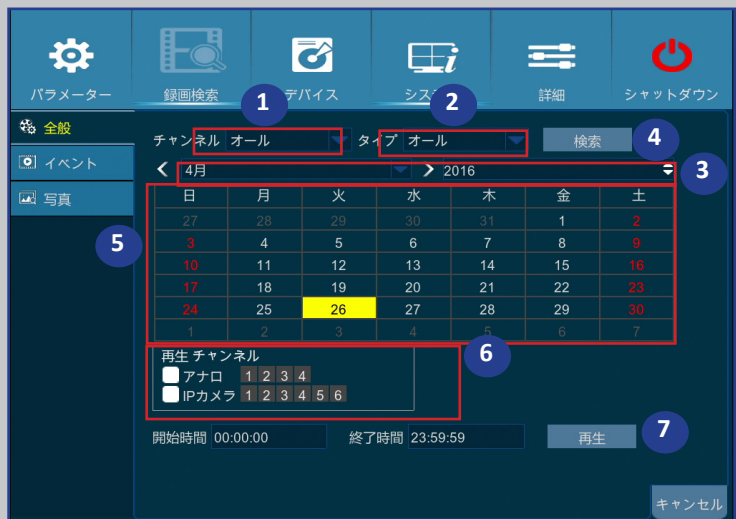 パラメーター 録画検索 デバイス シス 詳細 シャットダウン
1 2
全般
チャンネル オール タイプ オール 検索 4
イベント
4月 2016 3
写真
日 月 火 水 木 金 土
27 28 29 30 31 1 2
5
3 4 5 6 7 8 9
10 11 12 13 14 15 16
17 18 19 20 21 22 23
24 25 26 27 28 29 30
1 2 3 4 5 6 7
6
再生 チャンネル
アナロ 1 2 3 4
IPカメラ 1 2 3 4 5 6
開始時間 00:00:00 終了時間 23:59:59 再生 7
キャンセル